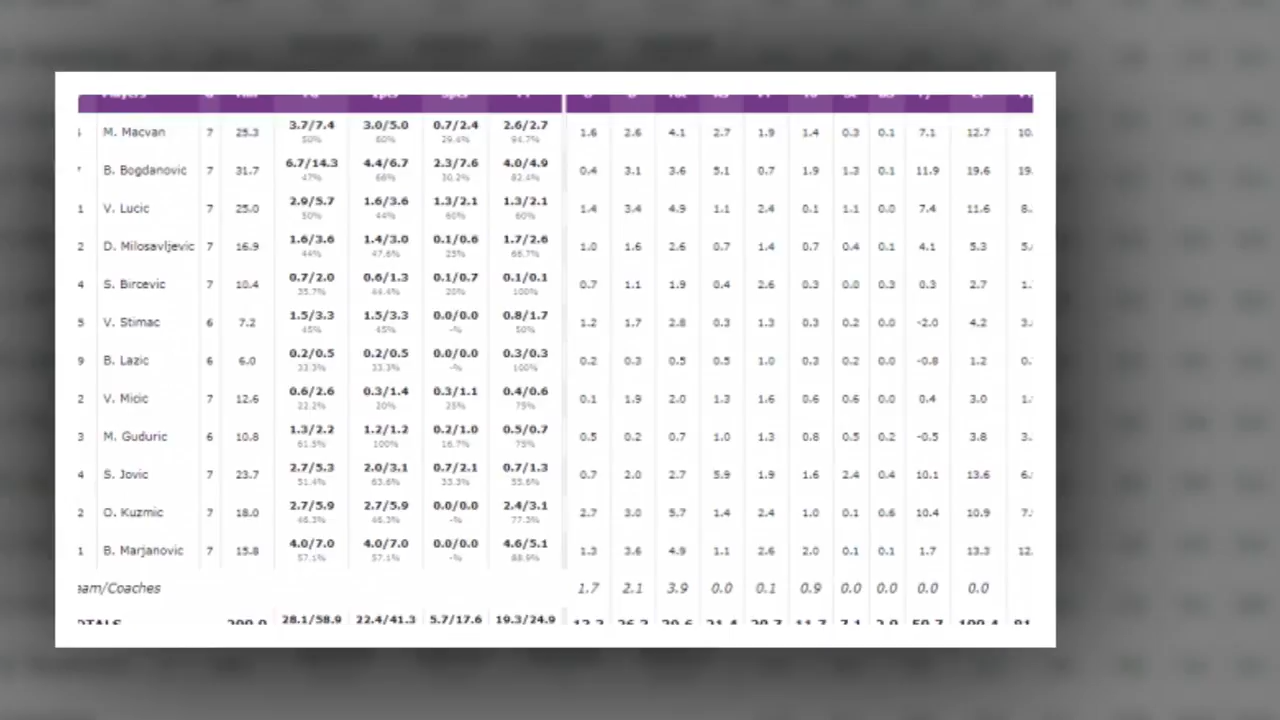 M. Macvan 7 25.3 3.7/7.4 3.0/5.0 0.7/2.4 2.6/2.7 1.6 2.6 4.1 2.7 1.9 1.4 0.3 0.1 7.1 12.7 10.
50% 60% 29.4% 94.7%
B. Bogdanovic 7 31.7 6.7/14.3 4.4/6.7 2.3/7.6 4.0/4.9 0.4 3.1 3.6 5.1 0.7 1.9 1.3 0.1 11.9 19.6 19.
47% 66% 30.2% 82.4%
1 V. Lucic 7 25.0 2.9/5.7 1.6/3.6 1.3/2.1 1.3/2.1 1.4 3.4 4.9 1.1 2.4 0.1 1.1 0.0 7.4 11.6 8.
50% 44% 60% 60%
2 D. Milosavljevic 7 16.9 1.6/3.6 1.4/3.0 0.1/0.6 1.7/2.6 1.0 1.6 2.6 0.7 1.4 0.7 0.4 0.1 4.1 5.3 5.
44% 47.6% 25% 66.7%
4 S. Bircevic 7 10.4 0.7/2.0 0.6/1.3 0.1/0.7 0.1/0.1 0.7 1.1 1.9 0.4 2.6 0.3 0.0 0.3 0.3 2.7 1.
35.7% 44.4% 20% 100%
5 V. Stimac 6 7.2 1.5/3.3 1.5/3.3 0.0/0.0 0.8/1.7 1.2 1.7 2.8 0.3 1.3 0.3 0.2 0.0 -2.0 4.2 3.
45% 45% -% 50%
9 B. Lazic 6 6.0 0.2/0.5 0.2/0.5 0.0/0.0 0.3/0.3 0.2 0.3 0.5 0.5 1.0 0.3 0.2 0.0 -0.8 1.2 0.
33.3% 33.3% -% 100%
2 V. Micic 7 12.6 0.6/2.6 0.3/1.4 0.3/1.1 0.4/0.6 0.1 1.9 2.0 1.3 1.6 0.6 0.6 0.0 0.4 3.0 1.
22.2% 20% 25% 75%
3 M. Guduric 6 10.8 1.3/2.2 1.2/1.2 0.2/1.0 0.5/0.7 0.5 0.2 0.7 1.0 1.3 0.8 0.5 0.2 -0.5 3.8 3.
61.5% 100% 16.7% 75%
4 S. Jovic 7 23.7 2.7/5.3 2.0/3.1 0.7/2.1 0.7/1.3 0.7 2.0 2.7 5.9 1.9 1.6 2.4 0.4 10.1 13.6 6.
51.4% 63.6% 33.3% 55.6%
2 O. Kuzmic 7 18.0 2.7/5.9 2.7/5.9 0.0/0.0 2.4/3.1 2.7 3.0 5.7 1.4 2.4 1.0 0.1 0.6 10.4 10.9 7.
46.3% 46.3% -% 77.3%
1 B. Marjanovic 7 15.8 4.0/7.0 4.0/7.0 0.0/0.0 4.6/5.1 1.3 3.6 4.9 1.1 2.6 2.0 0.1 0.1 1.7 13.3 12.
57.1% 57.1% -% 88.9%
eam/Coaches 1.7 2.1 3.9 0.0 0.1 0.9 0.0 0.0 0.0 0.0
OTALS 28.1/58.9 22.4/41.3 5.7/17.6 19.3/24.9